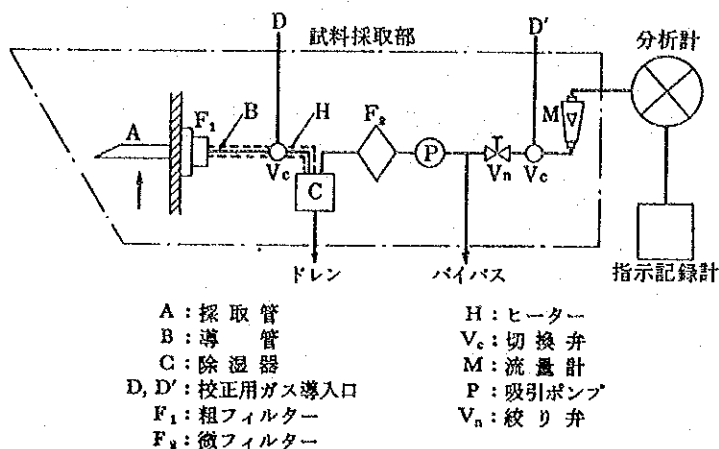 D
D′
試料採取部
分析計
A
F₁
B
H
F₂
M
Vc
C
P
Vn
Vc
ドレン
バイパス
指示記録計
A：採取管
B：導　管
C：除湿器
D, D′：校正用ガス導入口
F₁：粗フィルター
F₂：微フィルター
H：ヒーター
Vc：切換弁
M：流量計
P：吸引ポンプ
Vn：絞り弁